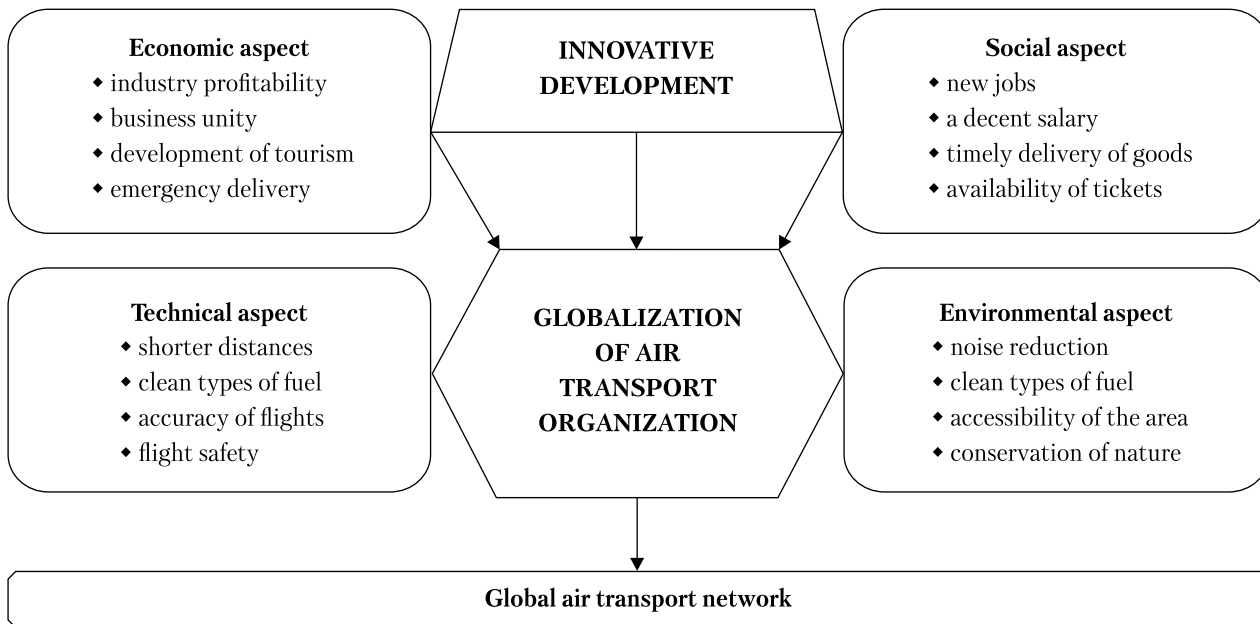 Economic aspect
◆ industry profitability
◆ business unity
◆ development of tourism
◆ emergency delivery
INNOVATIVE
DEVELOPMENT
Social aspect
◆ new jobs
◆ a decent salary
◆ timely delivery of goods
◆ availability of tickets
Technical aspect
◆ shorter distances
◆ clean types of fuel
◆ accuracy of flights
◆ flight safety
GLOBALIZATION
OF AIR
TRANSPORT
ORGANIZATION
Environmental aspect
◆ noise reduction
◆ clean types of fuel
◆ accessibility of the area
◆ conservation of nature
Global air transport network